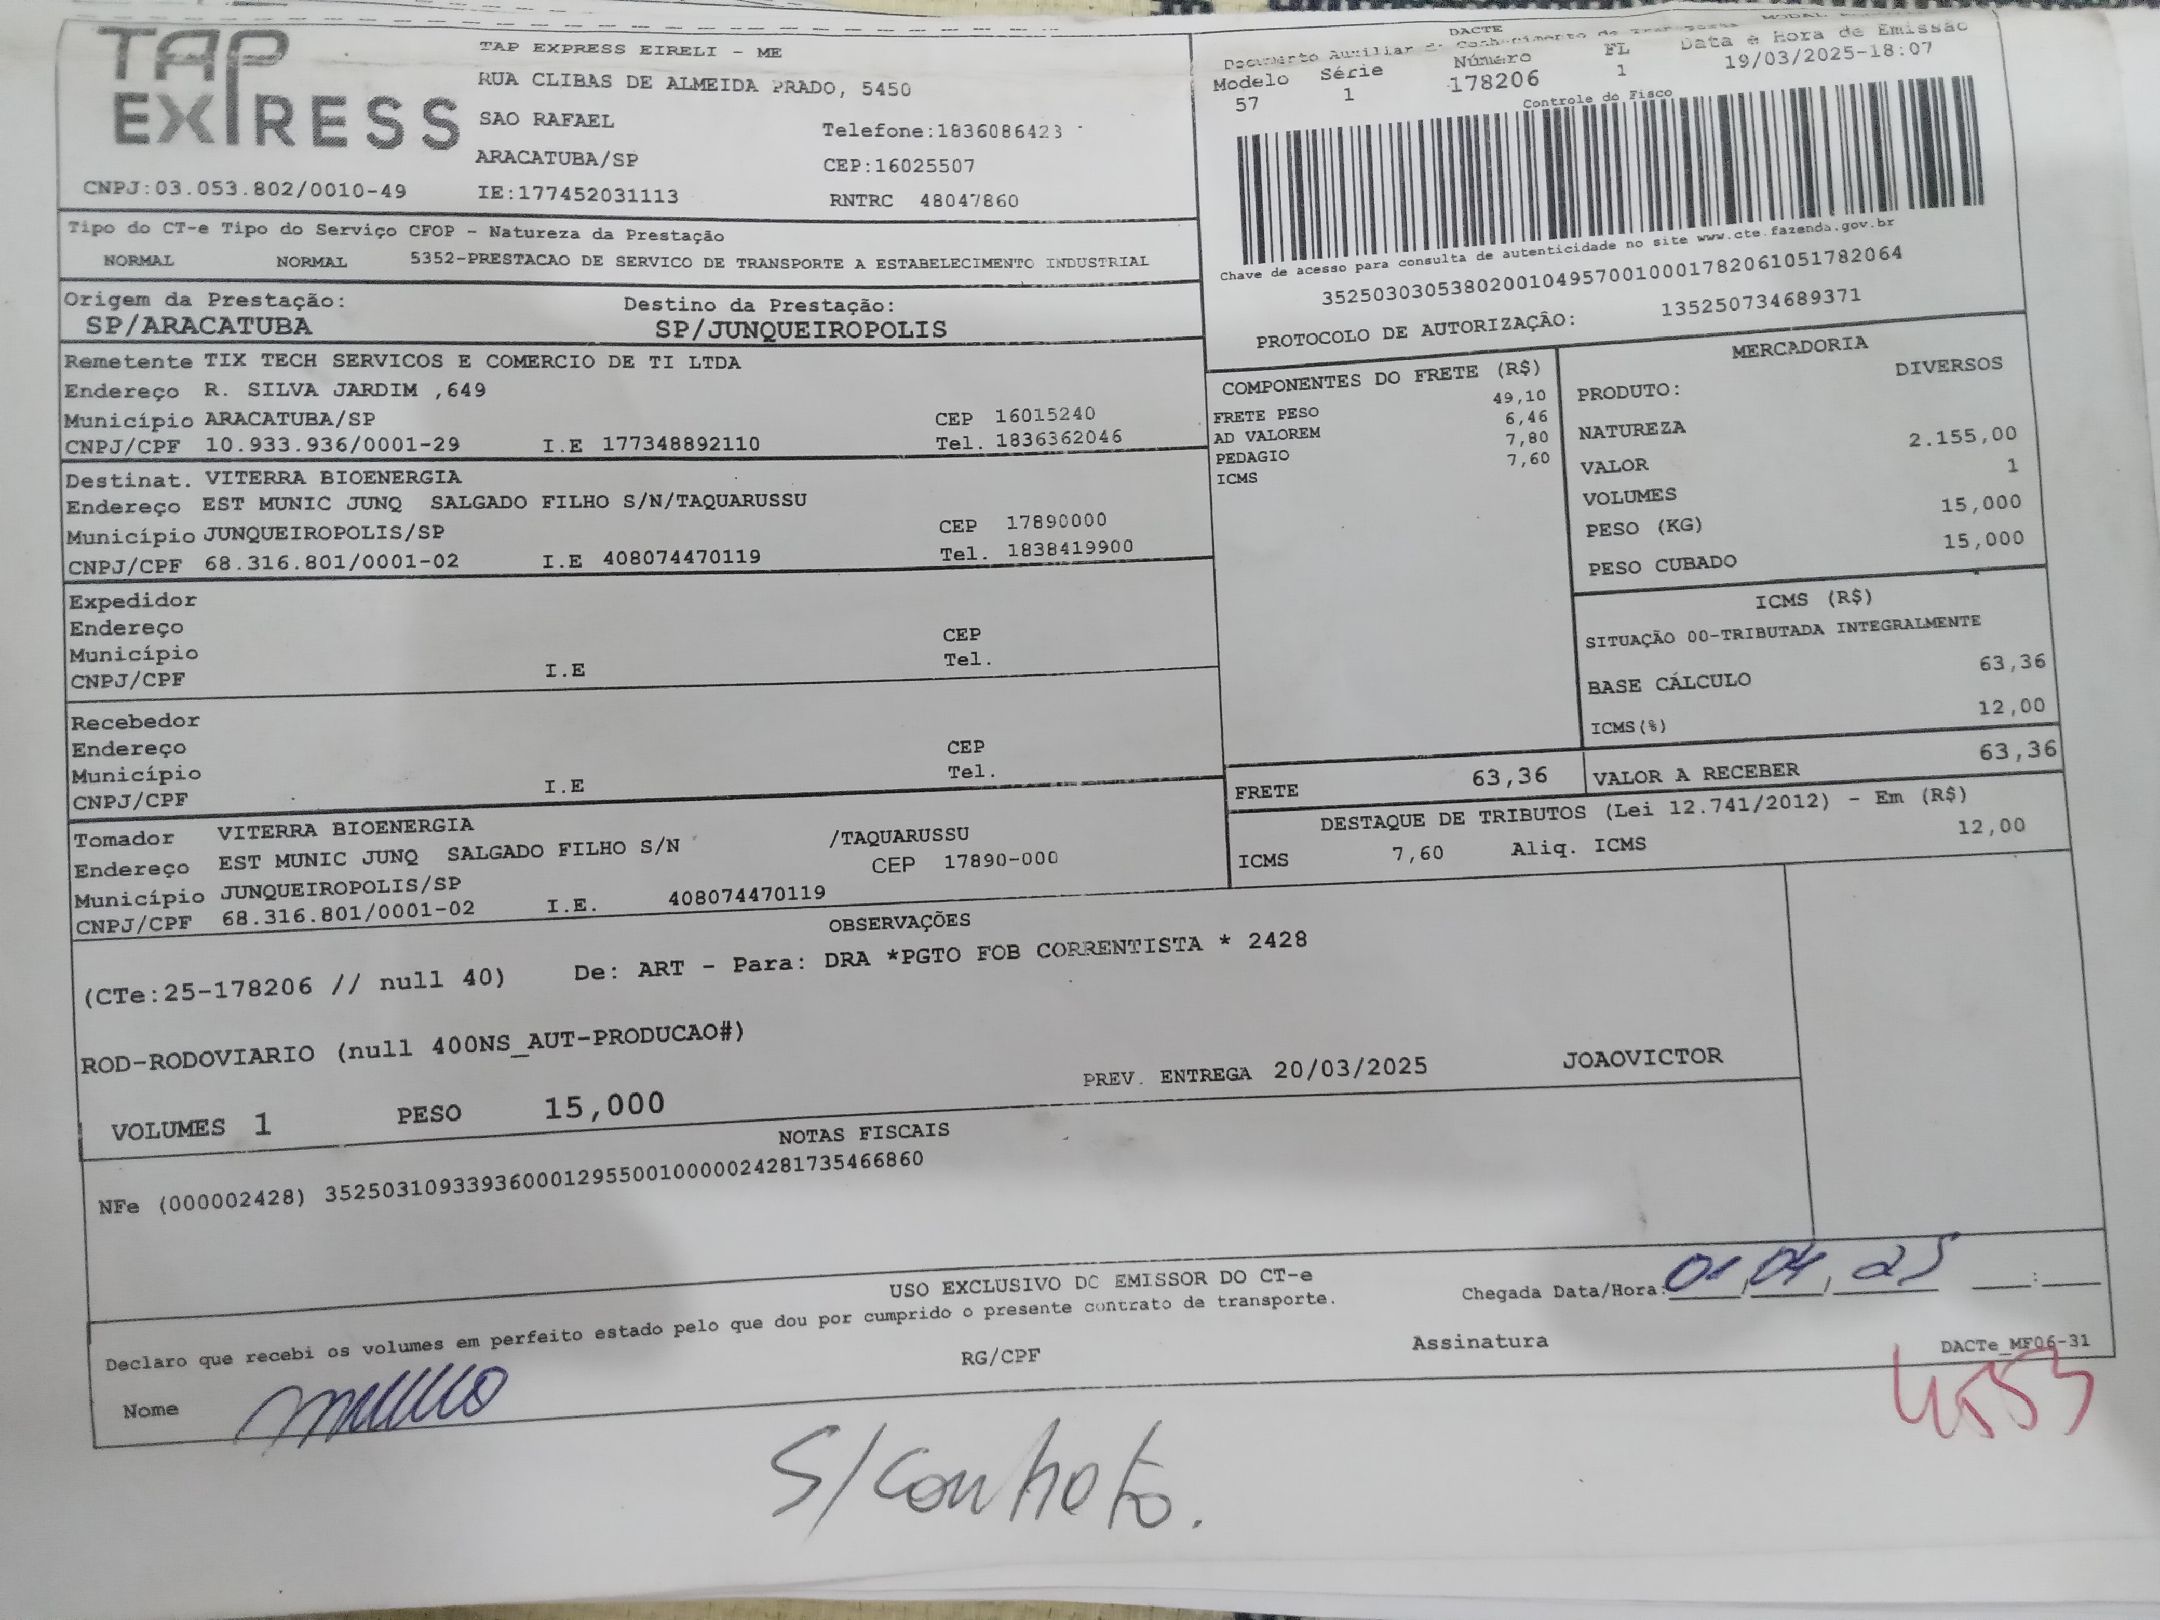 TAP EXPRESS
TAP EXPRESS EIRELI - ME
RUA CLIBAS DE ALMEIDA PRADO, 5450
SAO RAFAEL
Telefone:1836086423
ARACATUBA/SP
CEP:16025507
CNPJ:03.053.802/0010-49
IE:177452031113
RNTRC 48047860
DACTE
Documento Auxiliar de Conhecimento de Transporte
Modelo Série Número FL Data e Hora de Emissão
57 1 178206 1 19/03/2025-18:07
Controle do Fisco
Chave de acesso para consulta de autenticidade no site www.cte.fazenda.gov.br
35250303053802001049570010001782061051782064
PROTOCOLO DE AUTORIZAÇÃO: 135250734689371
Tipo do CT-e Tipo do Serviço CFOP - Natureza da Prestação
NORMAL NORMAL 5352-PRESTACAO DE SERVICO DE TRANSPORTE A ESTABELECIMENTO INDUSTRIAL
Origem da Prestação: Destino da Prestação:
SP/ARACATUBA SP/JUNQUEIROPOLIS
Remetente TIX TECH SERVICOS E COMERCIO DE TI LTDA
Endereço R. SILVA JARDIM ,649
Município ARACATUBA/SP CEP 16015240
CNPJ/CPF 10.933.936/0001-29 I.E 177348892110 Tel. 1836362046
Destinat. VITERRA BIOENERGIA
Endereço EST MUNIC JUNQ SALGADO FILHO S/N/TAQUARUSSU
Município JUNQUEIROPOLIS/SP CEP 17890000
CNPJ/CPF 68.316.801/0001-02 I.E 408074470119 Tel. 1838419900
Expedidor
Endereço
Município CEP
CNPJ/CPF I.E Tel.
Recebedor
Endereço CEP
Município Tel.
CNPJ/CPF I.E
Tomador VITERRA BIOENERGIA
Endereço EST MUNIC JUNQ SALGADO FILHO S/N /TAQUARUSSU
Município JUNQUEIROPOLIS/SP CEP 17890-000
CNPJ/CPF 68.316.801/0001-02 I.E. 408074470119
COMPONENTES DO FRETE (R$)
FRETE PESO 49,10
AD VALOREM 6,46
PEDAGIO 7,80
ICMS 7,60
MERCADORIA
PRODUTO: DIVERSOS
NATUREZA
VALOR 2.155,00
VOLUMES 1
PESO (KG) 15,000
PESO CUBADO 15,000
ICMS (R$)
SITUAÇÃO 00-TRIBUTADA INTEGRALMENTE
BASE CÁLCULO 63,36
ICMS(%) 12,00
FRETE 63,36 VALOR A RECEBER 63,36
DESTAQUE DE TRIBUTOS (Lei 12.741/2012) - Em (R$)
ICMS 7,60 Aliq. ICMS 12,00
OBSERVAÇÕES
(CTe:25-178206 // null 40) De: ART - Para: DRA *PGTO FOB CORRENTISTA * 2428
ROD-RODOVIARIO (null 400NS_AUT-PRODUCAO#)
VOLUMES 1 PESO 15,000 PREV. ENTREGA 20/03/2025 JOAOVICTOR
NOTAS FISCAIS
NFe (000002428) 35250310933936000129550010000024281735466860
USO EXCLUSIVO DO EMISSOR DO CT-e
Declaro que recebi os volumes em perfeito estado pelo que dou por cumprido o presente contrato de transporte.
Chegada Data/Hora: 01,04,25 :
Nome RG/CPF Assinatura DACTe_MF06-31
4553
S/contrato.